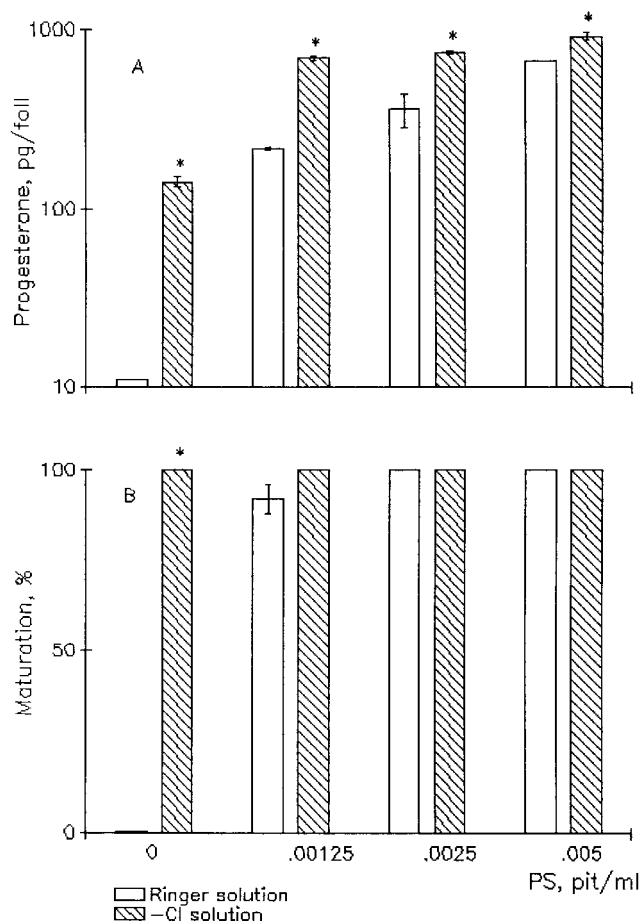 1000
*
*
*
A
*
100
10
Progesterone, pg/foll
100
*
B
50
0
Maturation, %
0 .00125 .0025 .005
PS, pit/ml
Ringer solution
−Cl solution